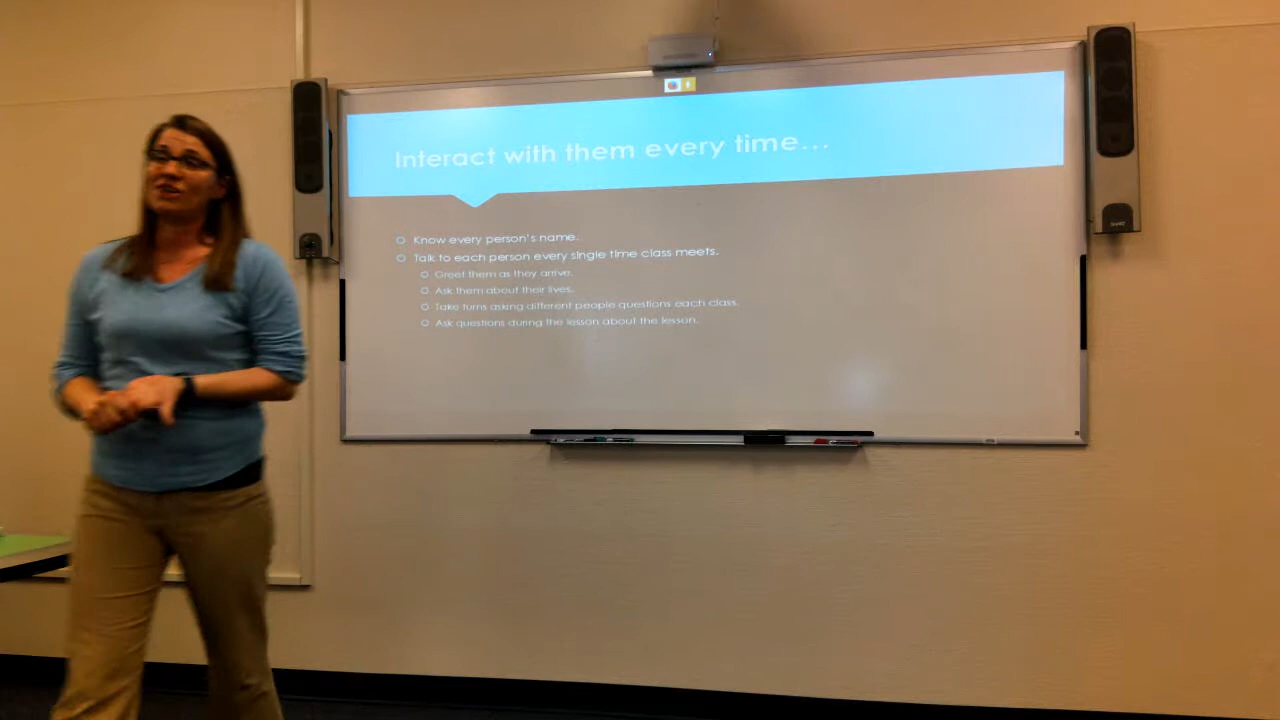 Interact with them every time...
Know every person's name.
Talk to each person every single time class meets.
Greet them as they arrive.
Ask them about their lives.
Take turns asking different people questions each class.
Ask questions during the lesson about the lesson.